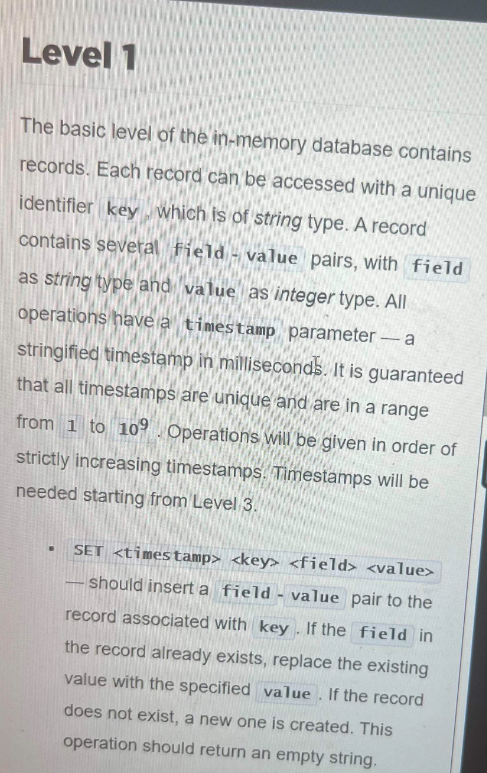 Level 1
The basic level of the in-memory database contains
records. Each record can be accessed with a unique
identifier key , which is of string type. A record
contains several field - value pairs, with field
as string type and value as integer type. All
operations have a timestamp parameter — a
stringified timestamp in milliseconds. It is guaranteed
that all timestamps are unique and are in a range
from 1 to 10⁹ . Operations will be given in order of
strictly increasing timestamps. Timestamps will be
needed starting from Level 3.
• SET <timestamp> <key> <field> <value>
— should insert a field - value pair to the
record associated with key . If the field in
the record already exists, replace the existing
value with the specified value . If the record
does not exist, a new one is created. This
operation should return an empty string.